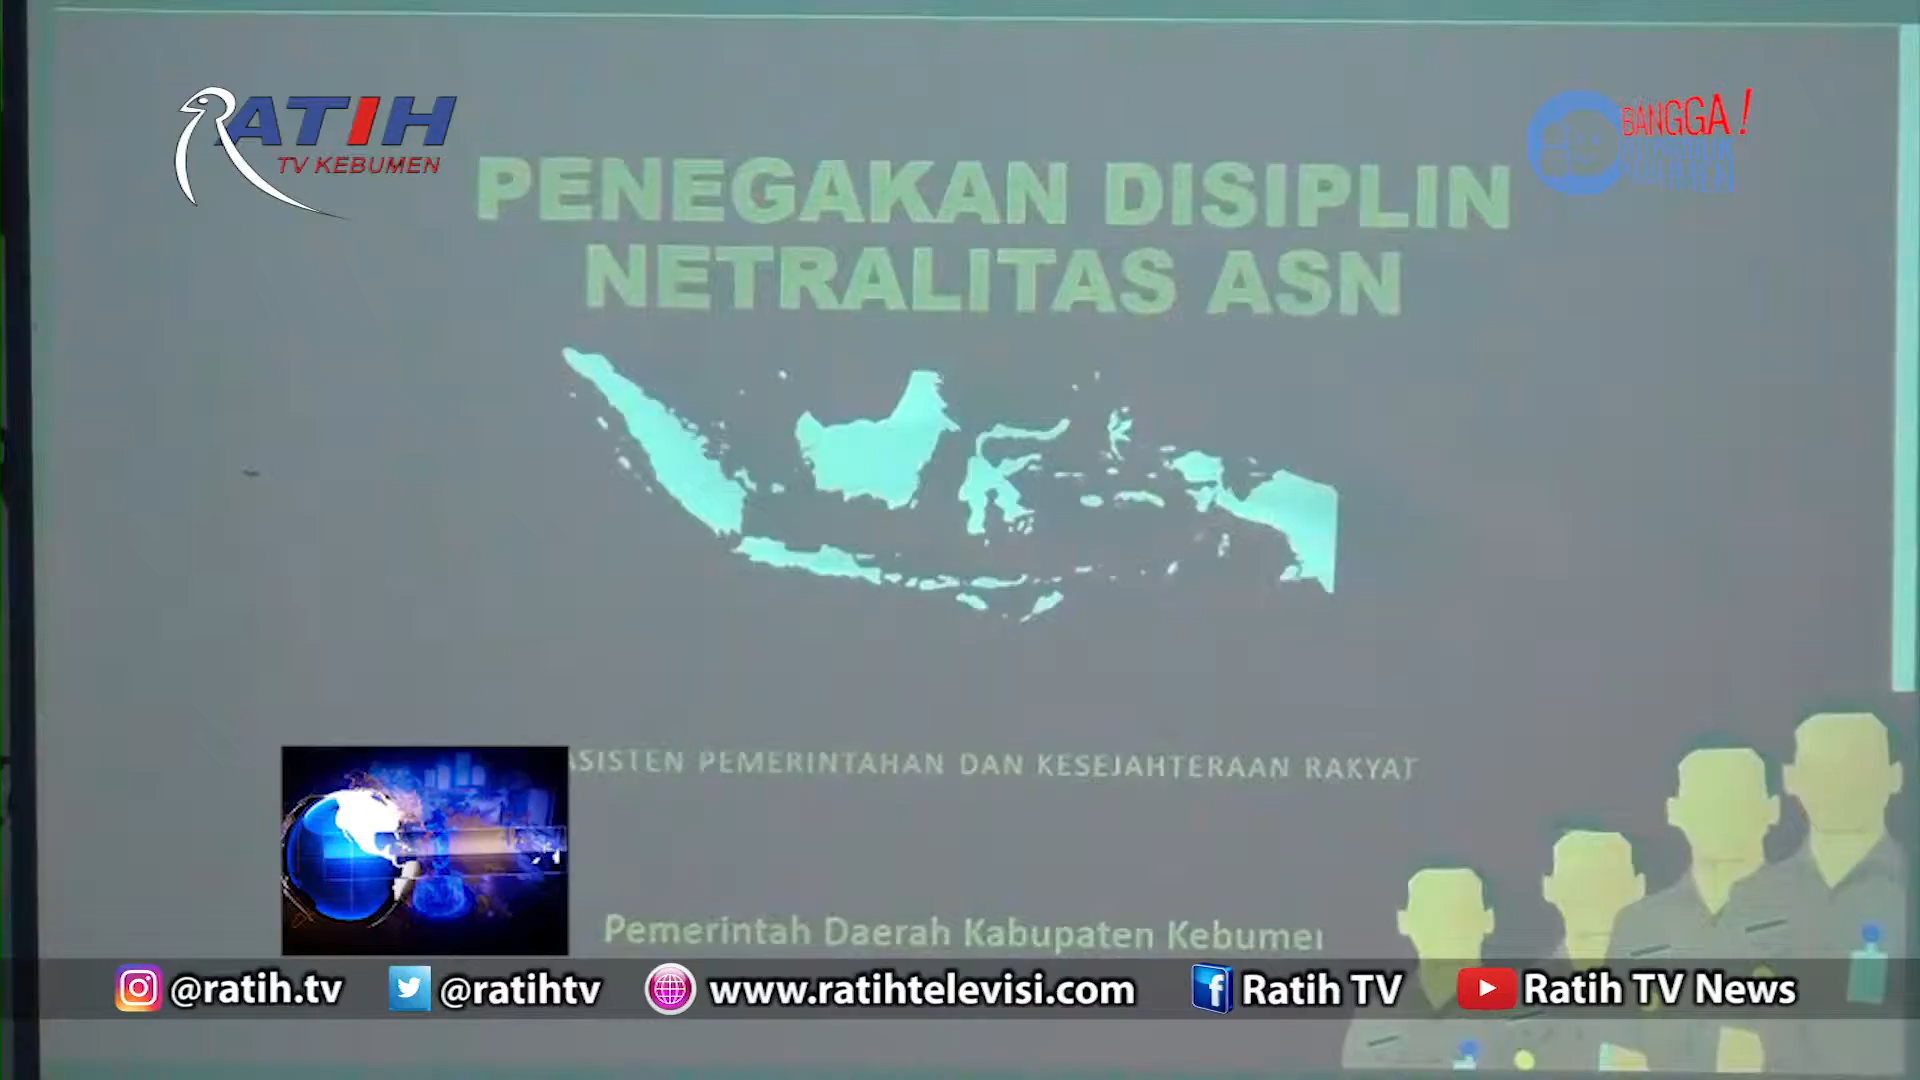 RATIH
TV KEBUMEN
BANGGA!
PENEGAKAN DISIPLIN
NETRALITAS ASN
ASISTEN PEMERINTAHAN DAN KESEJAHTERAAN RAKYAT
Pemerintah Daerah Kabupaten Kebumen
@ratih.tv @ratihtv www.ratihtelevisi.com Ratih TV Ratih TV News